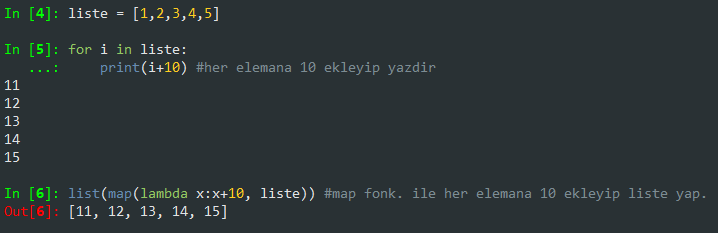 In [4]: liste = [1,2,3,4,5]
In [5]: for i in liste:
   ...:     print(i+10) #her elemana 10 ekleyip yazdir
11
12
13
14
15
In [6]: list(map(lambda x:x+10, liste)) #map fonk. ile her elemana 10 ekleyip liste yap.
Out[6]: [11, 12, 13, 14, 15]